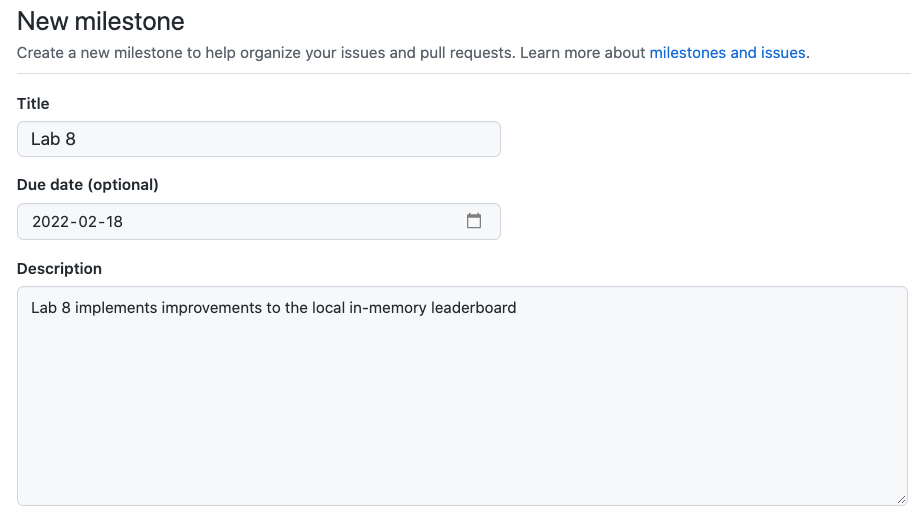 New milestone
Create a new milestone to help organize your issues and pull requests. Learn more about milestones and issues.
Title
Lab 8
Due date (optional)
2022-02-18
Description
Lab 8 implements improvements to the local in-memory leaderboard